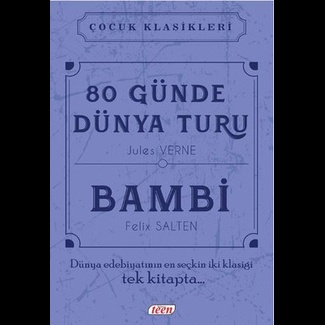 ÇOCUK KLASİKLERİ
80 GÜNDE
DÜNYA TURU
Jules VERNE
BAMBİ
Felix SALTEN
Dünya edebiyatının en seçkin iki klasiği
tek kitapta...
teen